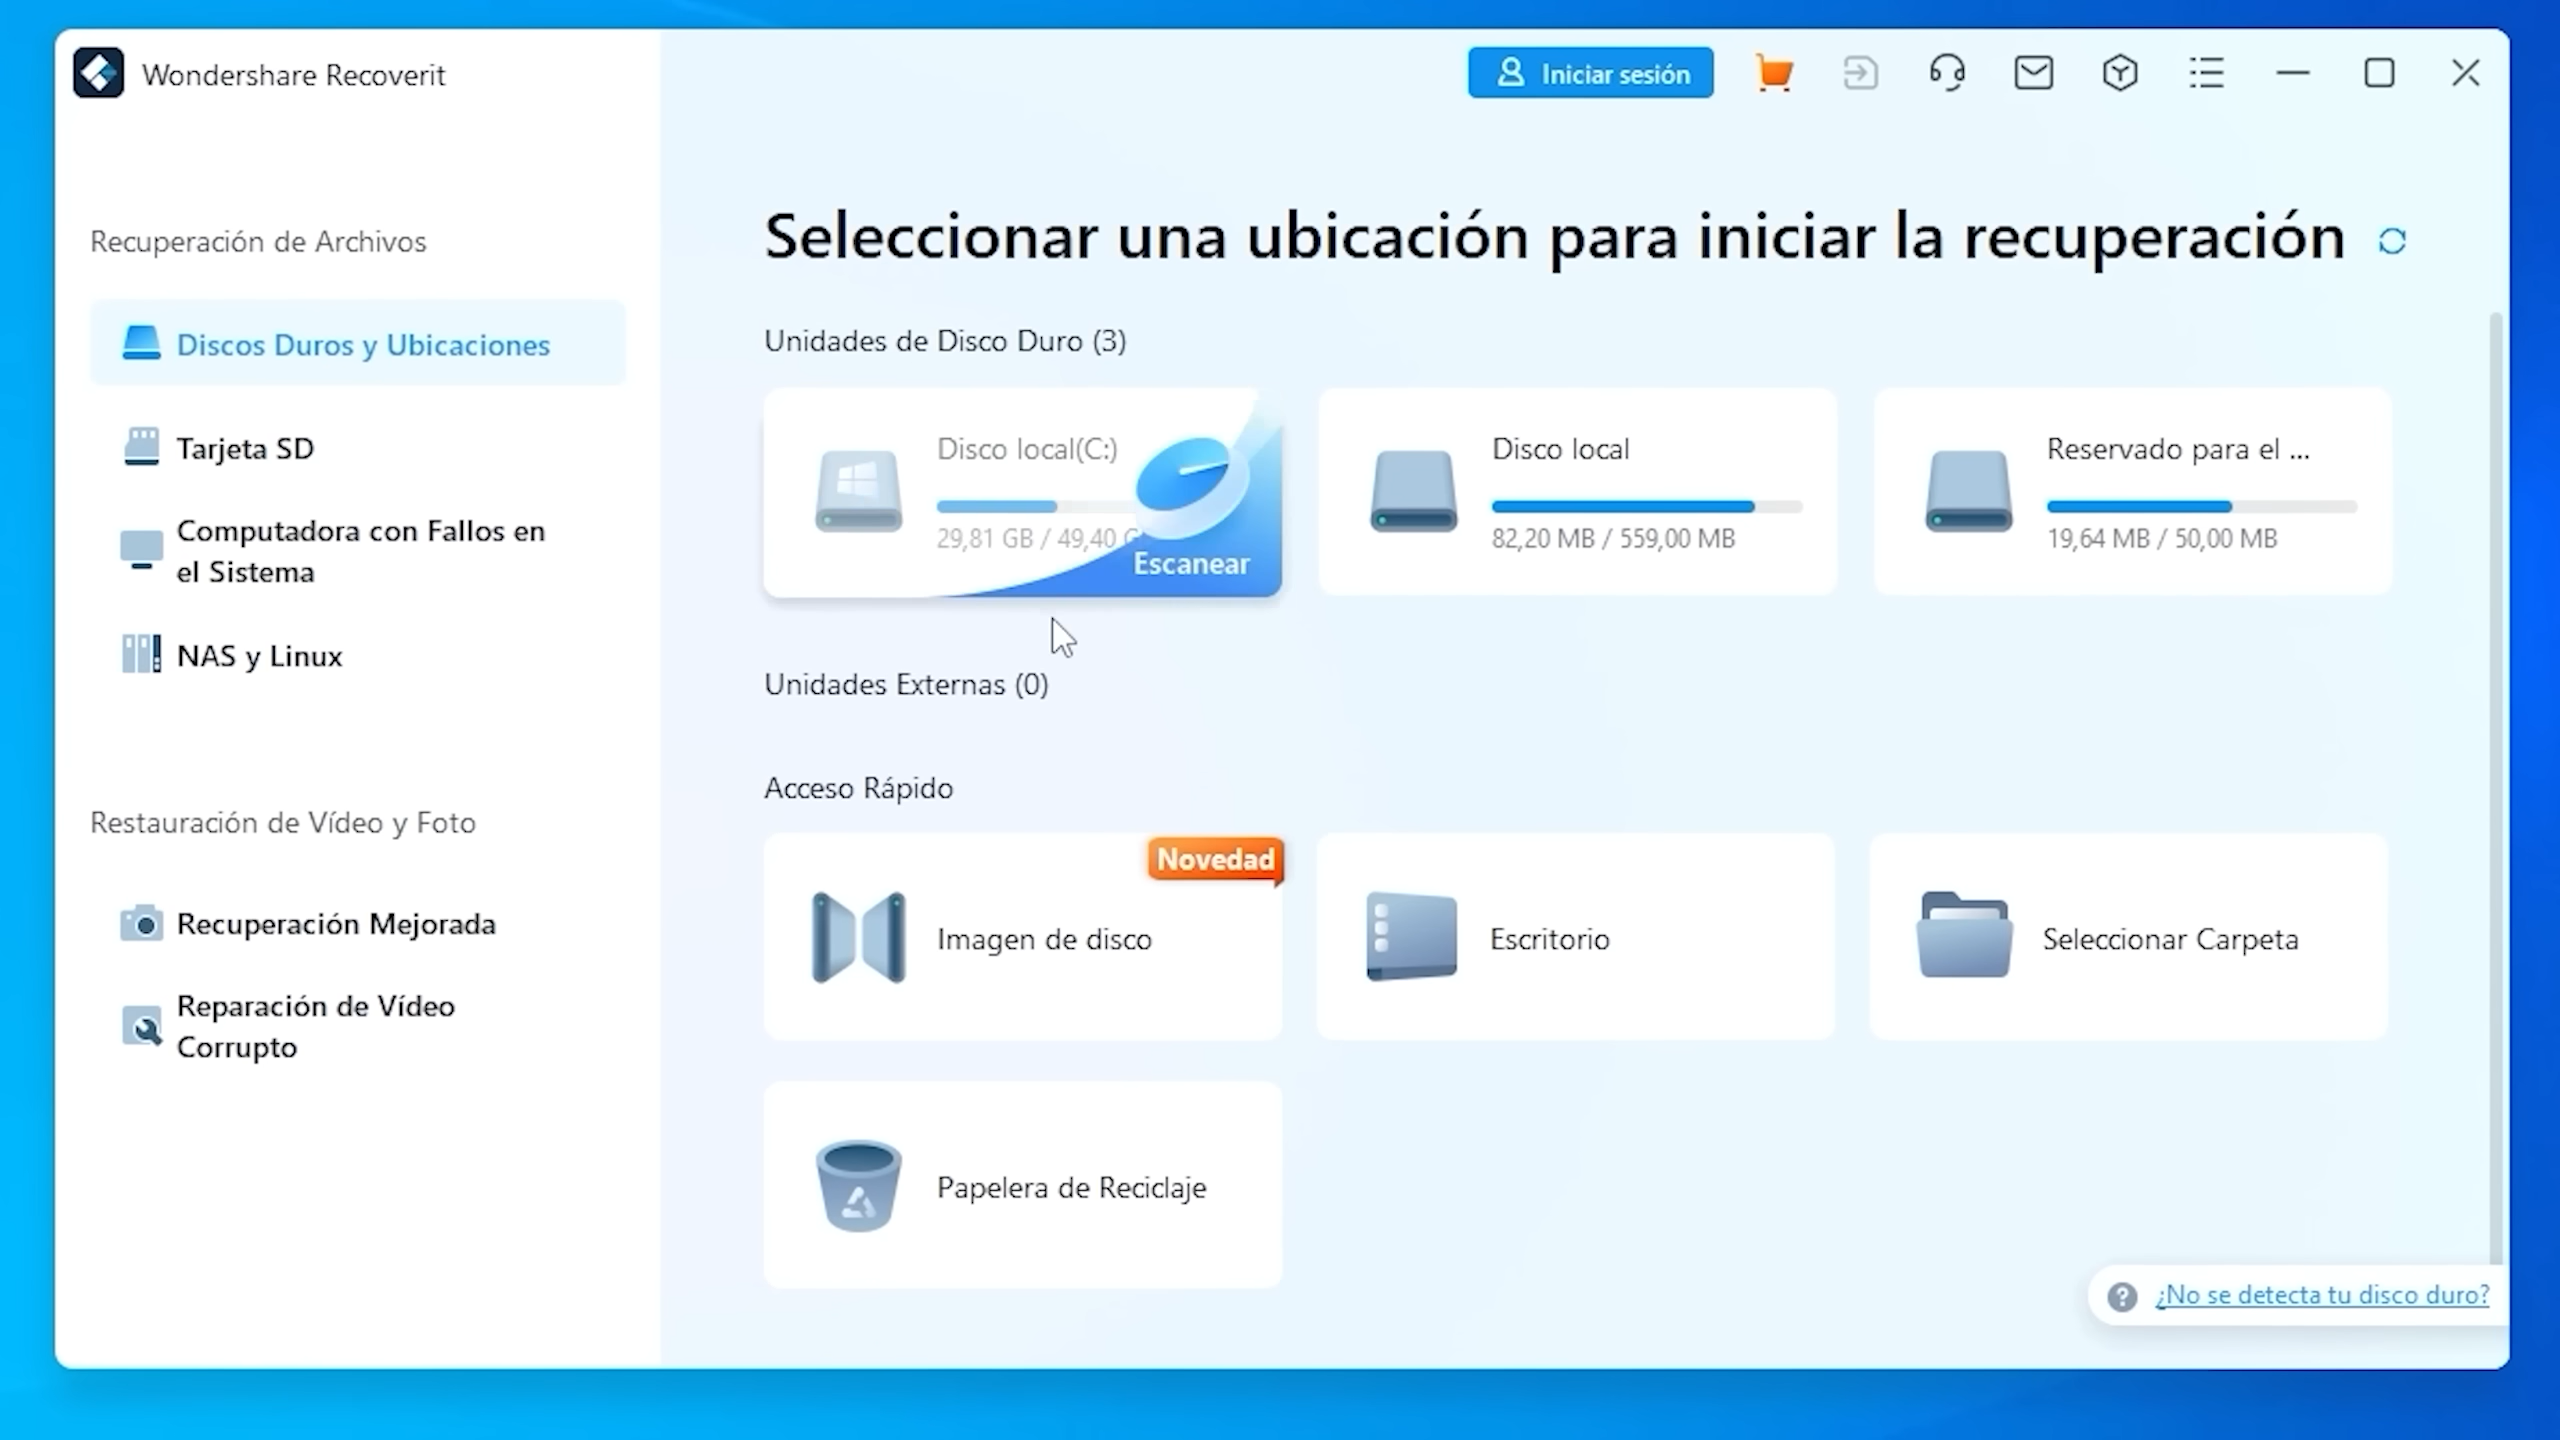 Wondershare Recoverit
Iniciar sesión
Recuperación de Archivos
Discos Duros y Ubicaciones
Tarjeta SD
Computadora con Fallos en
el Sistema
NAS y Linux
Restauración de Vídeo y Foto
Recuperación Mejorada
Reparación de Vídeo
Corrupto
Seleccionar una ubicación para iniciar la recuperación
Unidades de Disco Duro (3)
Disco local(C:)
29,81 GB / 49,40 G
Escanear
Disco local
82,20 MB / 559,00 MB
Reservado para el ...
19,64 MB / 50,00 MB
Unidades Externas (0)
Acceso Rápido
Novedad
Imagen de disco
Escritorio
Seleccionar Carpeta
Papelera de Reciclaje
¿No se detecta tu disco duro?